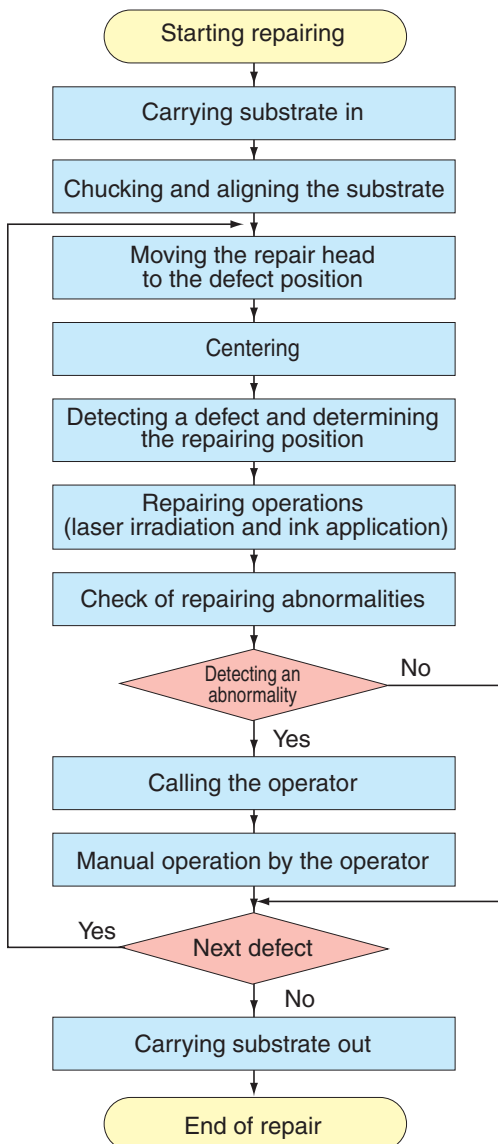 Starting repairing
Carrying substrate in
Chucking and aligning the substrate
Moving the repair head
to the defect position
Centering
Detecting a defect and determining
the repairing position
Repairing operations
(laser irradiation and ink application)
Check of repairing abnormalities
Detecting an
abnormality
No
Yes
Calling the operator
Manual operation by the operator
Yes
Next defect
No
Carrying substrate out
End of repair